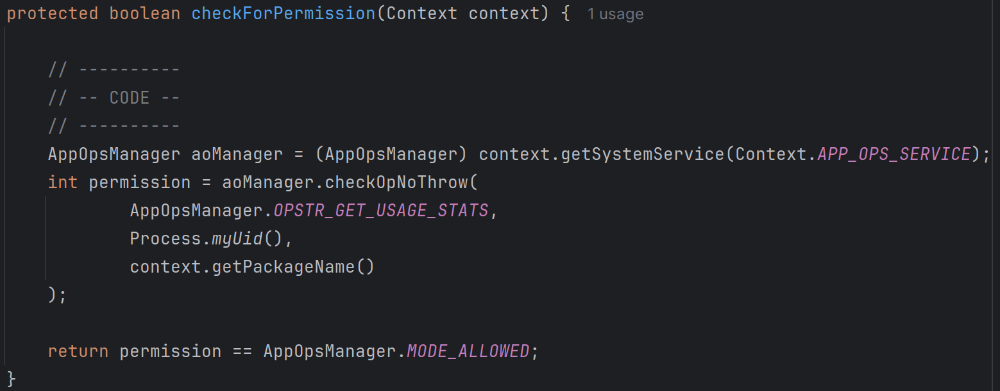 protected boolean checkForPermission(Context context) { 1 usage
// ----------
// -- CODE --
// ----------
AppOpsManager aoManager = (AppOpsManager) context.getSystemService(Context.APP_OPS_SERVICE);
int permission = aoManager.checkOpNoThrow(
AppOpsManager.OPSTR_GET_USAGE_STATS,
Process.myUid(),
context.getPackageName()
);
return permission == AppOpsManager.MODE_ALLOWED;
}